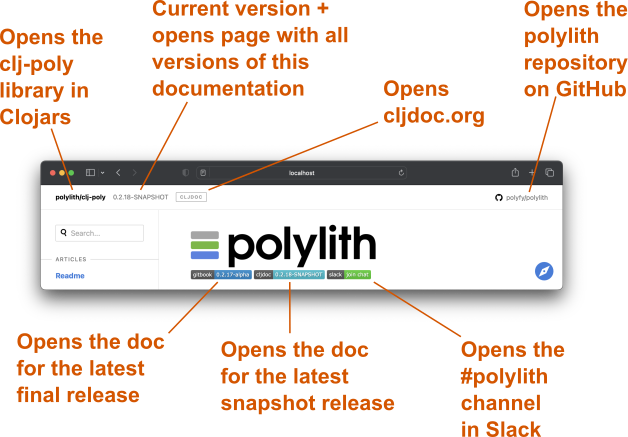 Opens the
clj-poly
library in
Clojars
Current version +
opens page with all
versions of this
documentation
Opens
cljdoc.org
Opens the
polylith
repository
on GitHub
localhost
polylith/clj-poly 0.2.18-SNAPSHOT CLJDOC
polyfy/polylith
Search...
ARTICLES
Readme
polylith
gitbook 0.2.17-alpha cljdoc 0.2.18-SNAPSHOT slack join chat
Opens the doc
for the latest
final release
Opens the doc
for the latest
snapshot release
Opens the
#polylith
channel
in Slack